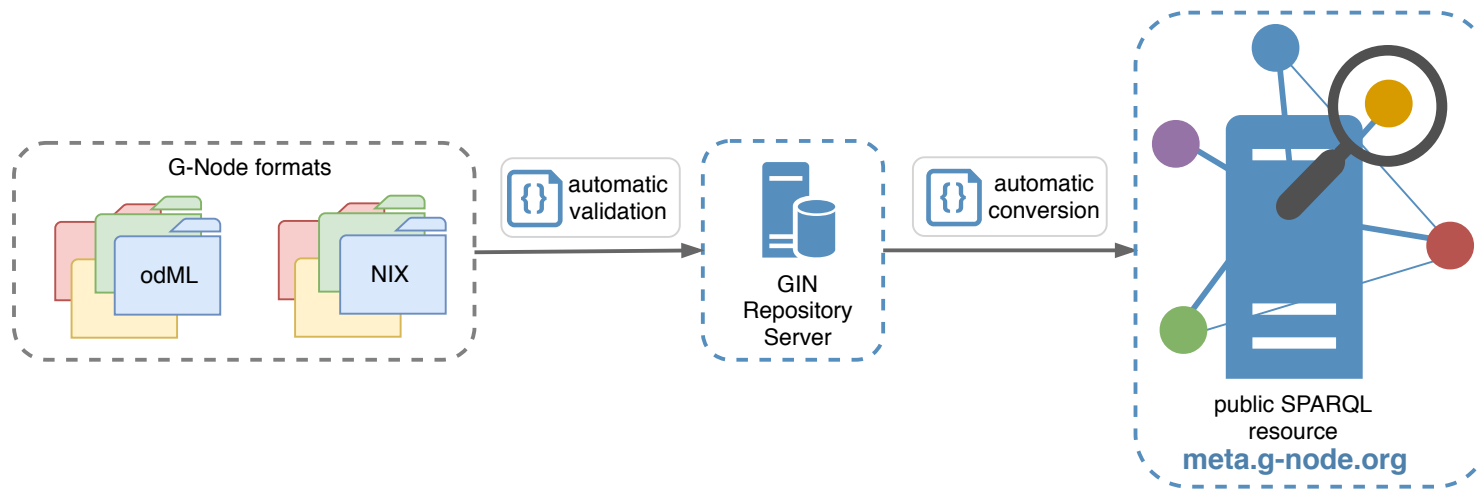 G-Node formats
odML
NIX
{}
automatic
validation
GIN
Repository
Server
{}
automatic
conversion
public SPARQL
resource
meta.g-node.org